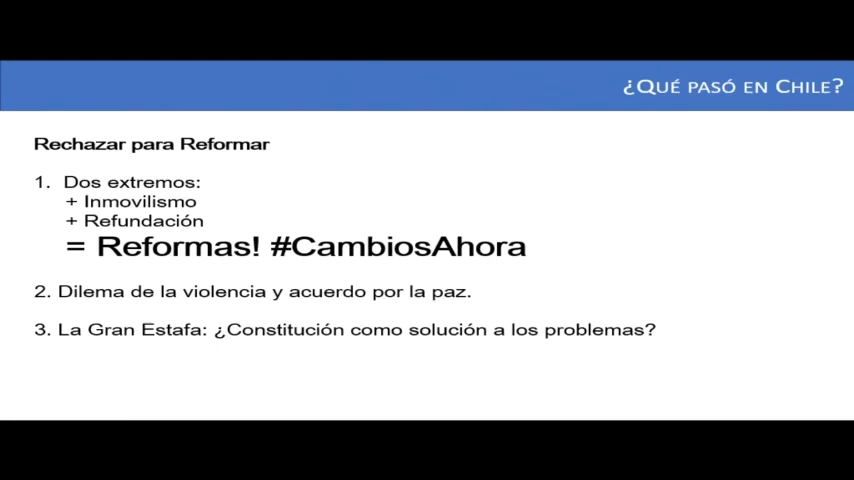 ¿QUÉ PASÓ EN CHILE?
Rechazar para Reformar
1. Dos extremos:
+ Inmovilismo
+ Refundación
= Reformas! #CambiosAhora
2. Dilema de la violencia y acuerdo por la paz.
3. La Gran Estafa: ¿Constitución como solución a los problemas?